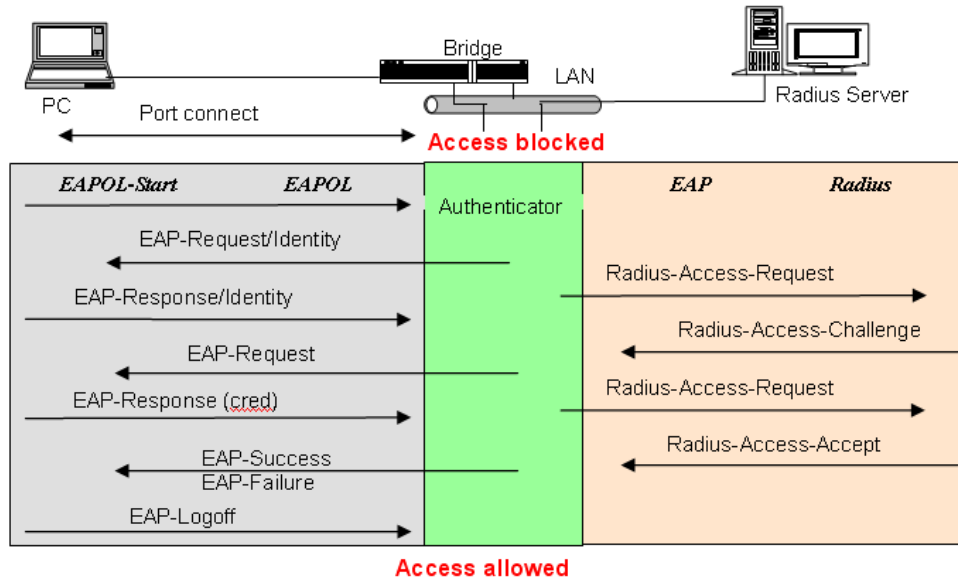 Bridge
LAN
PC
Radius Server
Port connect
Access blocked
EAPOL-Start
EAPOL
EAP
Radius
Authenticator
EAP-Request/Identity
Radius-Access-Request
EAP-Response/Identity
Radius-Access-Challenge
EAP-Request
Radius-Access-Request
EAP-Response (cred)
Radius-Access-Accept
EAP-Success
EAP-Failure
EAP-Logoff
Access allowed